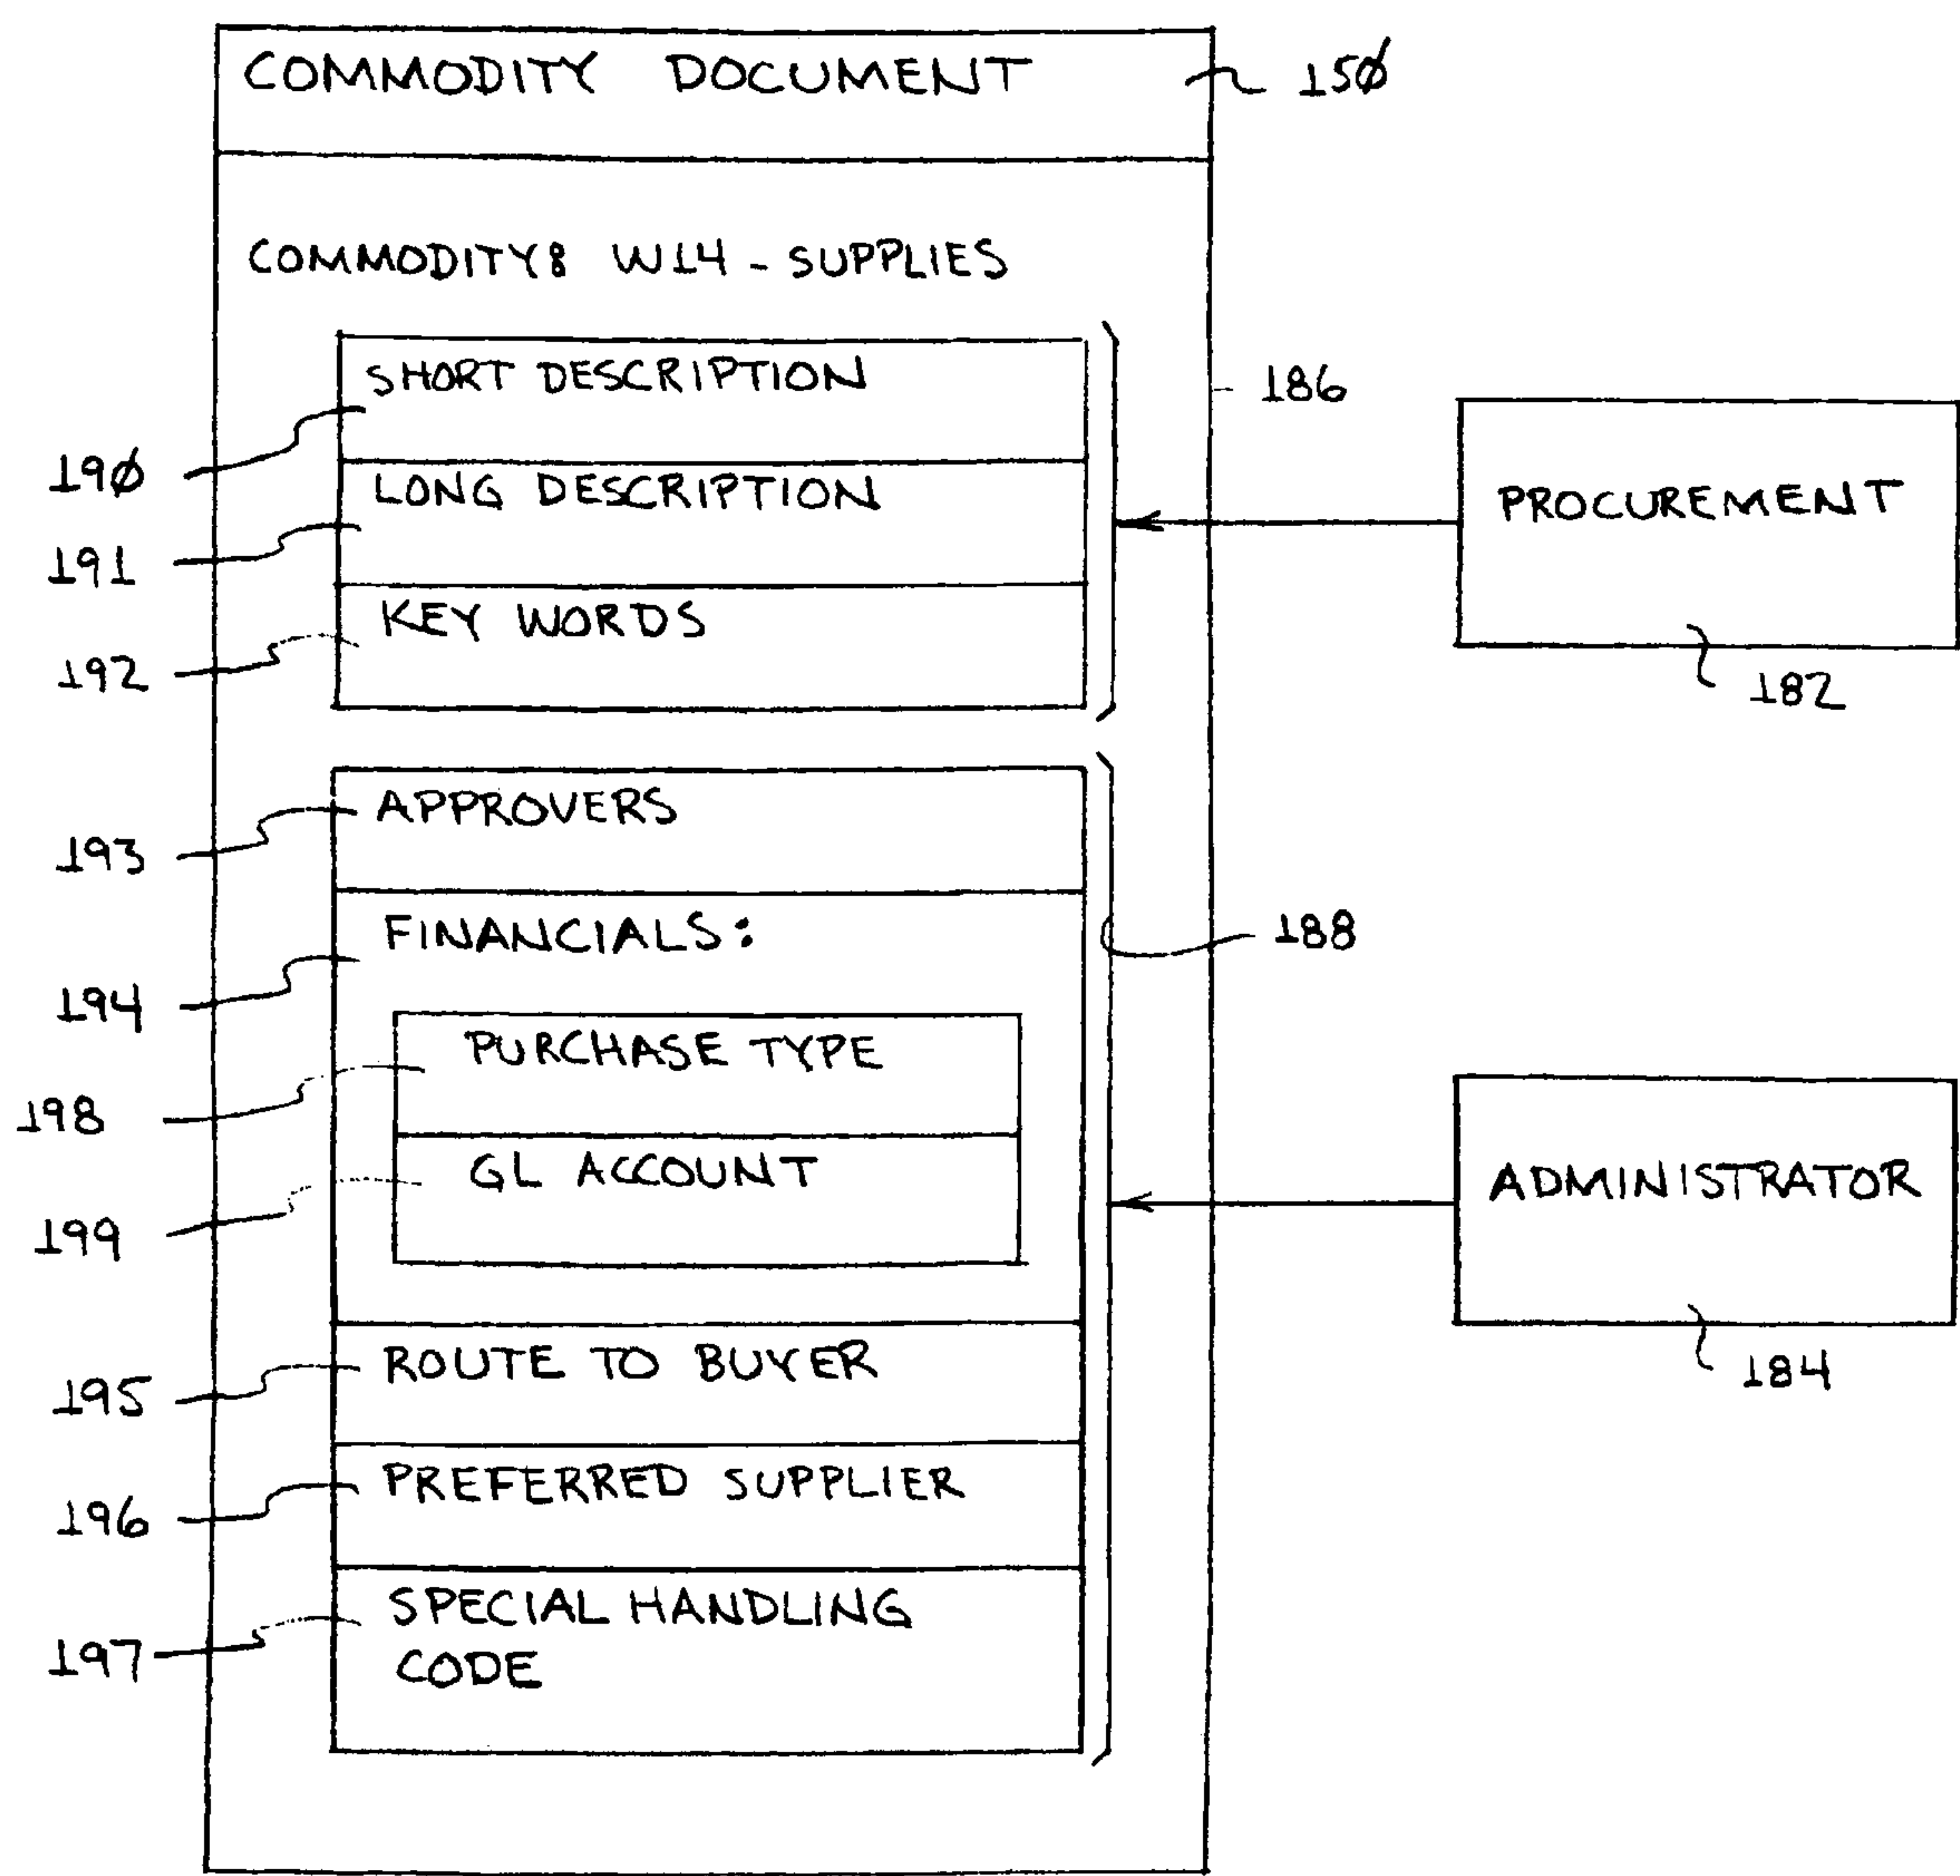 COMMODITY DOCUMENT
150
COMMODITY: W14 - SUPPLIES
SHORT DESCRIPTION
186
190
LONG DESCRIPTION
PROCUREMENT
191
KEY WORDS
192
182
APPROVERS
193
FINANCIALS:
188
194
PURCHASE TYPE
198
GL ACCOUNT
ADMINISTRATOR
199
ROUTE TO BUYER
195
184
PREFERRED SUPPLIER
196
SPECIAL HANDLING
CODE
197